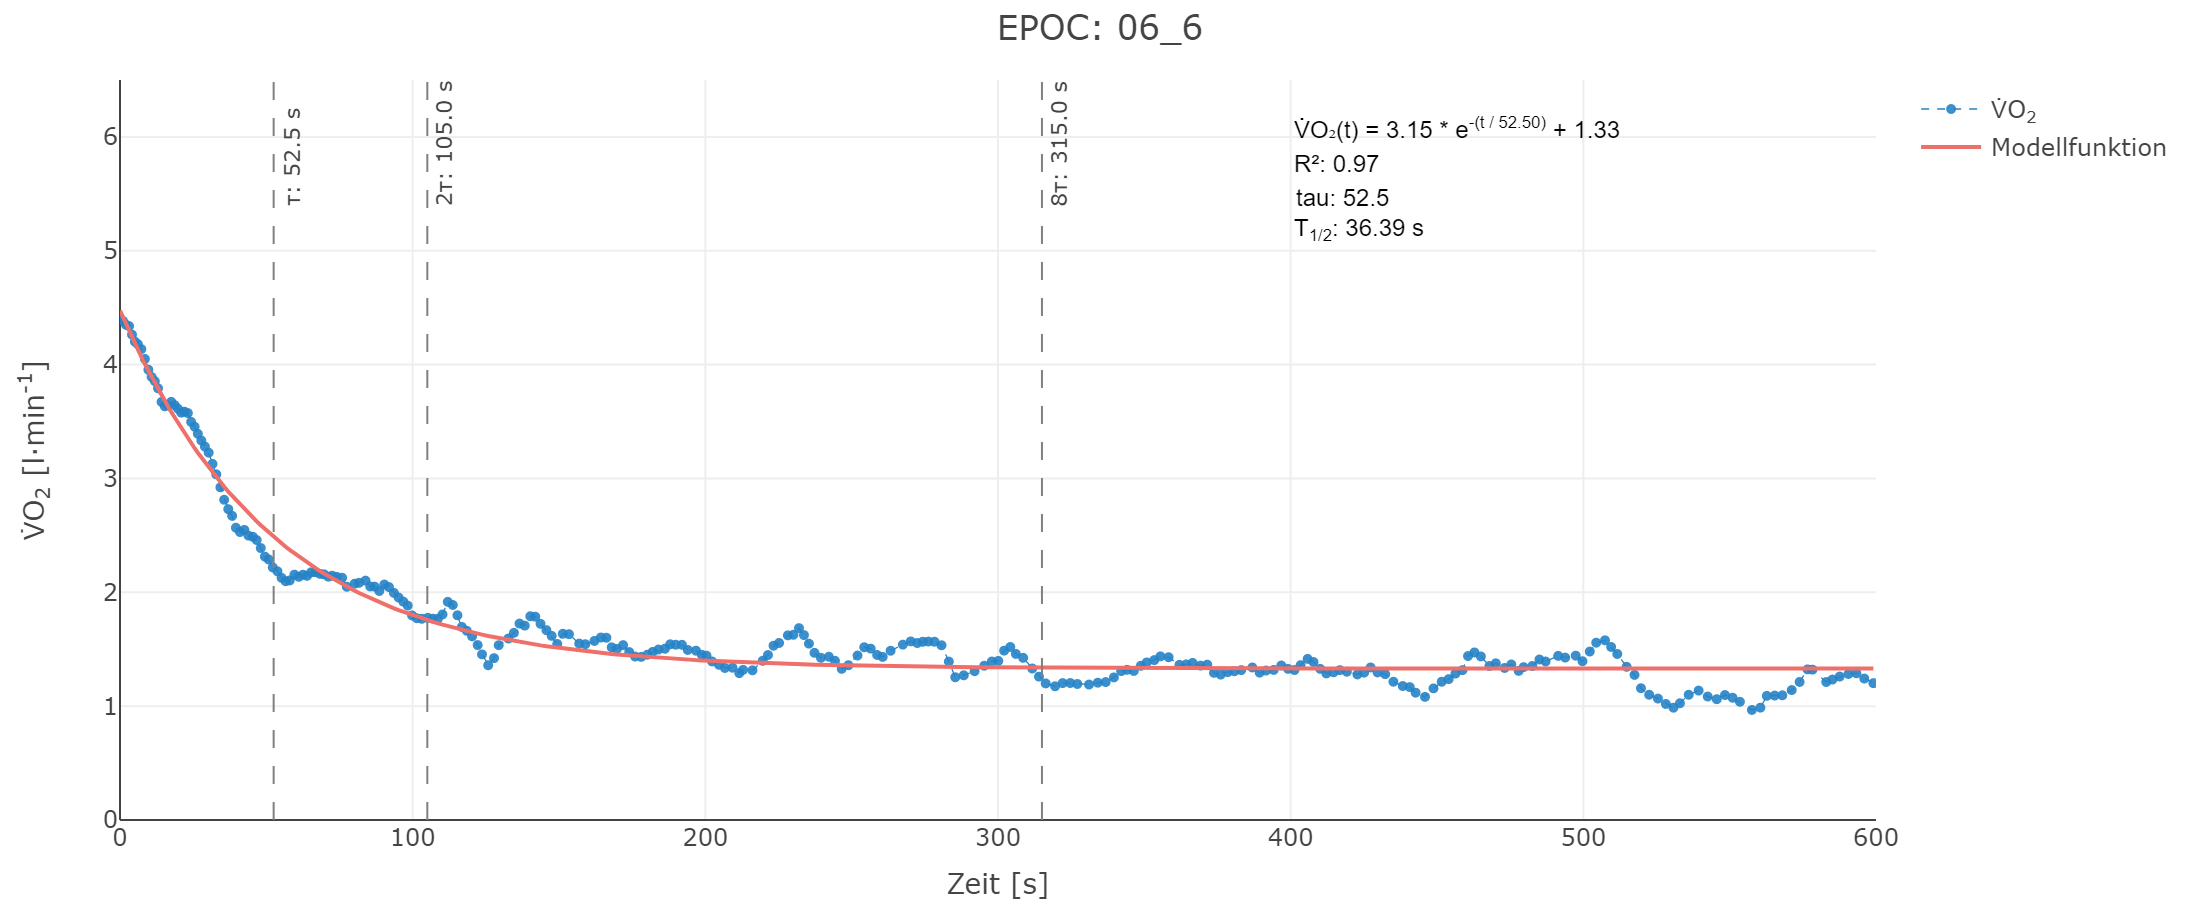 EPOC: 06_6
τ: 52.5 s
2τ: 105.0 s
8τ: 315.0 s
V̇O₂(t) = 3.15 * e^-(t / 52.50) + 1.33
R²: 0.97
tau: 52.5
T₁/₂: 36.39 s
V̇O₂
Modellfunktion
V̇O₂ [l·min⁻¹]
6
5
4
3
2
1
0
0 100 200 300 400 500 600
Zeit [s]